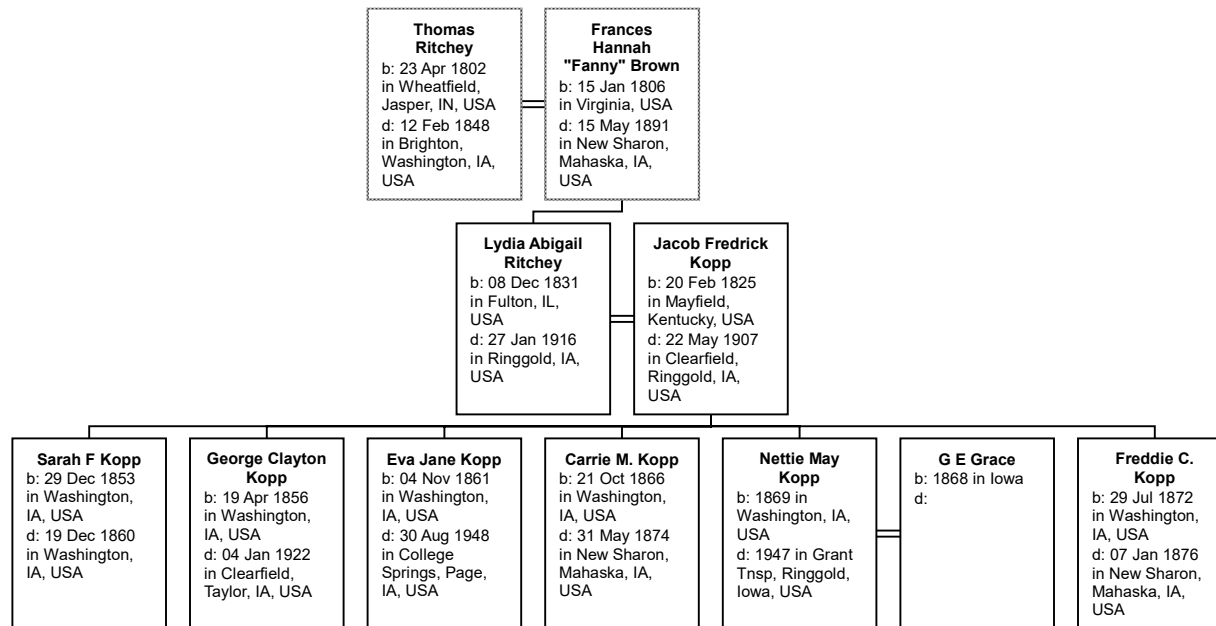 Thomas
Ritchey
b: 23 Apr 1802
in Wheatfield,
Jasper, IN, USA
d: 12 Feb 1848
in Brighton,
Washington, IA,
USA
Frances
Hannah
"Fanny" Brown
b: 15 Jan 1806
in Virginia, USA
d: 15 May 1891
in New Sharon,
Mahaska, IA,
USA
Lydia Abigail
Ritchey
b: 08 Dec 1831
in Fulton, IL,
USA
d: 27 Jan 1916
in Ringgold, IA,
USA
Jacob Fredrick
Kopp
b: 20 Feb 1825
in Mayfield,
Kentucky, USA
d: 22 May 1907
in Clearfield,
Ringgold, IA,
USA
Sarah F Kopp
b: 29 Dec 1853
in Washington,
IA, USA
d: 19 Dec 1860
in Washington,
IA, USA
George Clayton
Kopp
b: 19 Apr 1856
in Washington,
IA, USA
d: 04 Jan 1922
in Clearfield,
Taylor, IA, USA
Eva Jane Kopp
b: 04 Nov 1861
in Washington,
IA, USA
d: 30 Aug 1948
in College
Springs, Page,
IA, USA
Carrie M. Kopp
b: 21 Oct 1866
in Washington,
IA, USA
d: 31 May 1874
in New Sharon,
Mahaska, IA,
USA
Nettie May
Kopp
b: 1869 in
Washington, IA,
USA
d: 1947 in Grant
Tnsp, Ringgold,
Iowa, USA
G E Grace
b: 1868 in Iowa
d:
Freddie C.
Kopp
b: 29 Jul 1872
in Washington,
IA, USA
d: 07 Jan 1876
in New Sharon,
Mahaska, IA,
USA